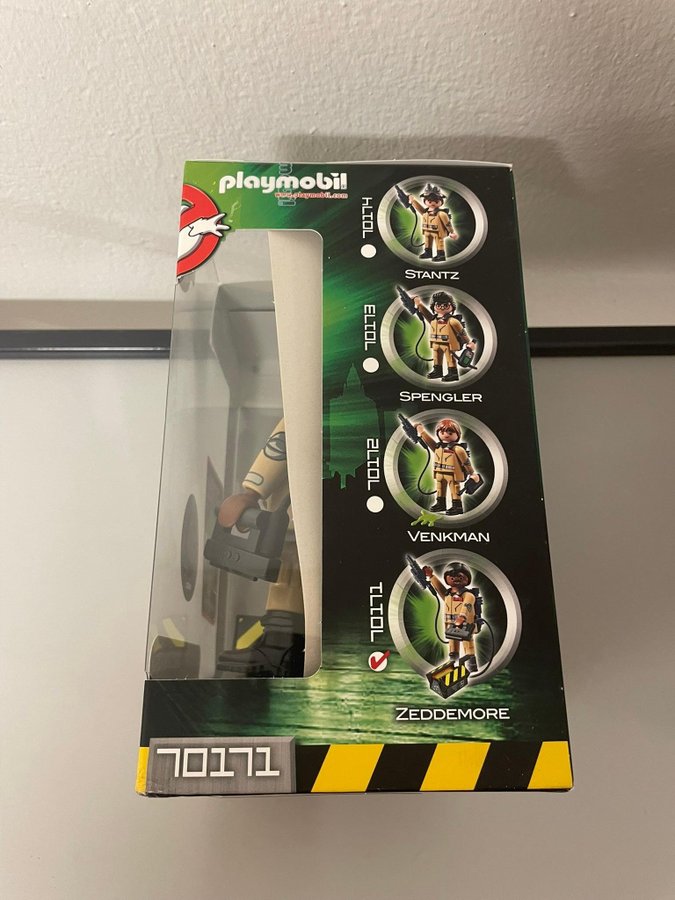 playmobil
www.playmobil.com
70174
STANTZ
70173
SPENGLER
70172
VENKMAN
70171
ZEDDEMORE
70171